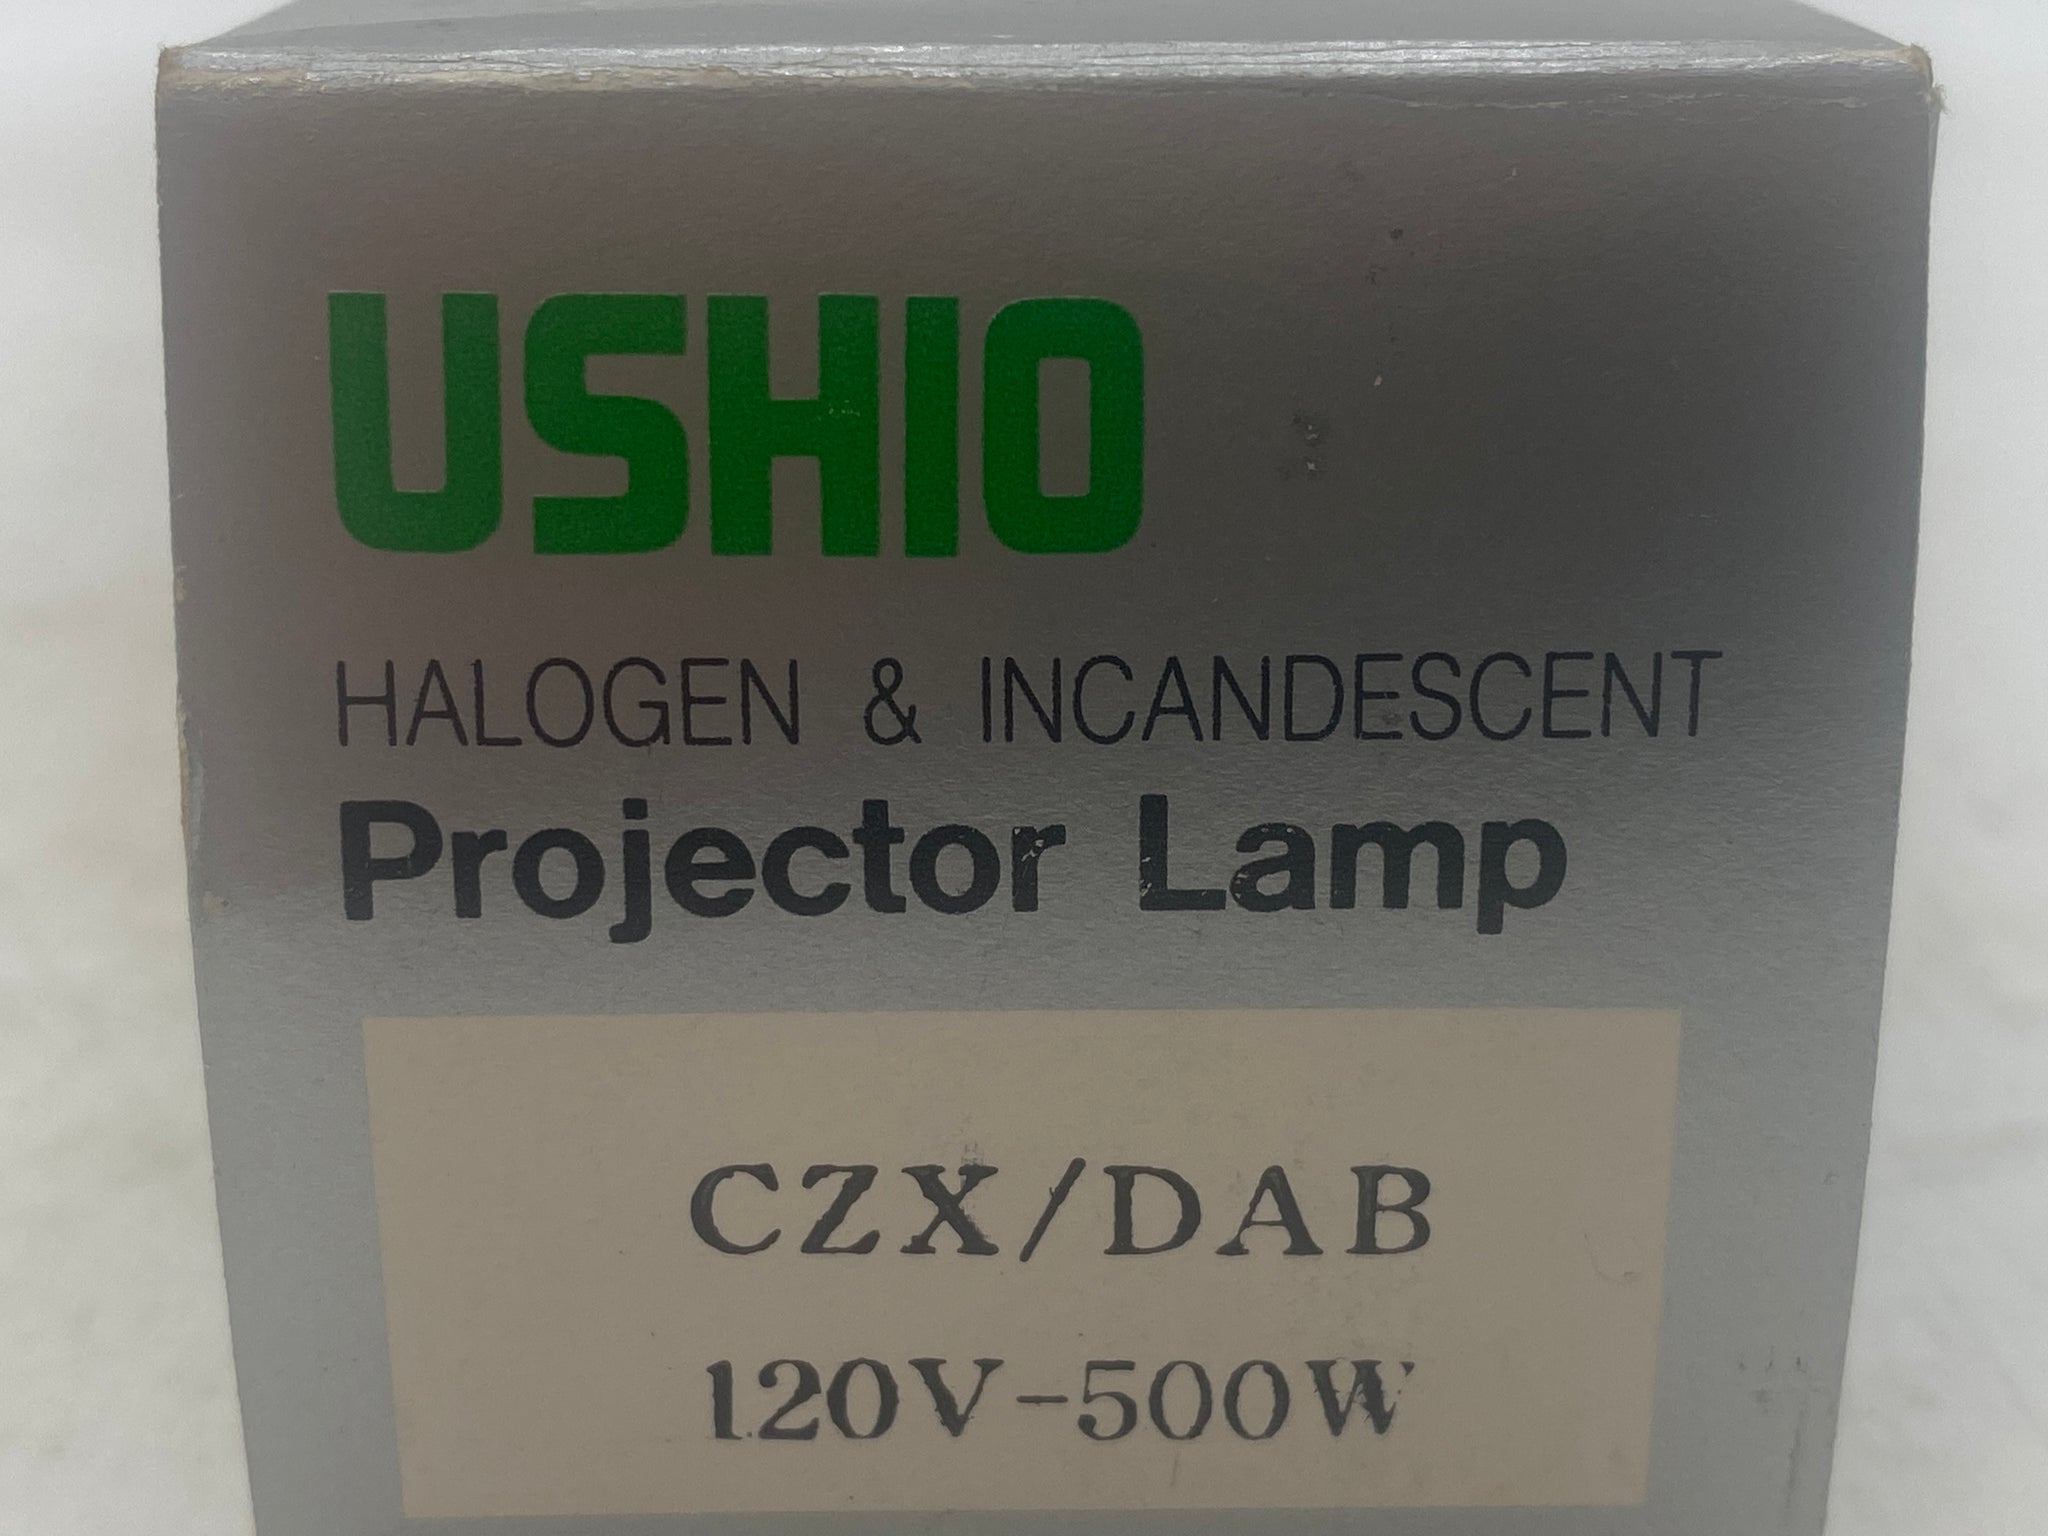 USHIO
HALOGEN & INCANDESCENT
Projector Lamp
CZX/DAB
120V-500W